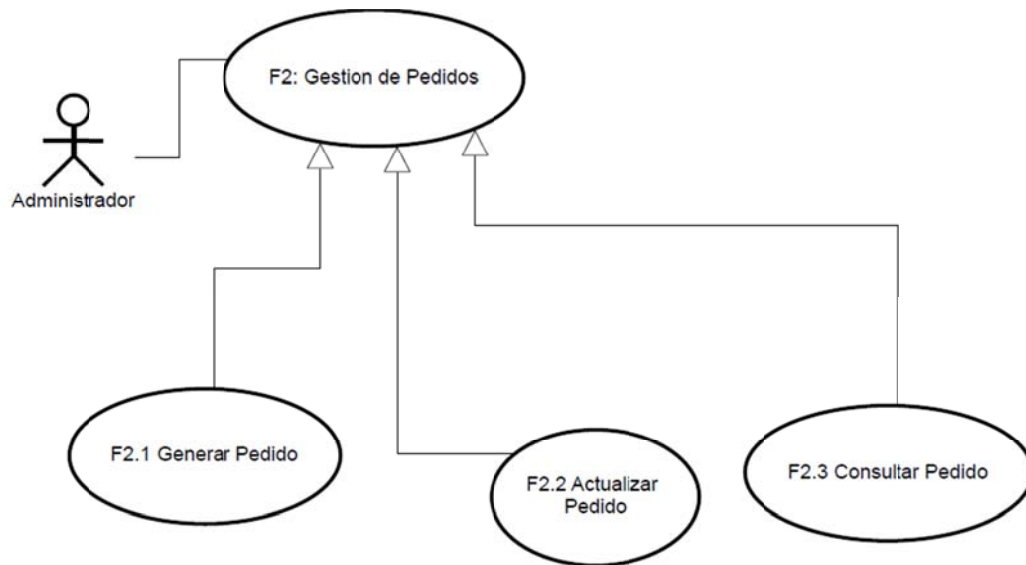 F2: Gestion de Pedidos
Administrador
F2.1 Generar Pedido
F2.2 Actualizar
Pedido
F2.3 Consultar Pedido